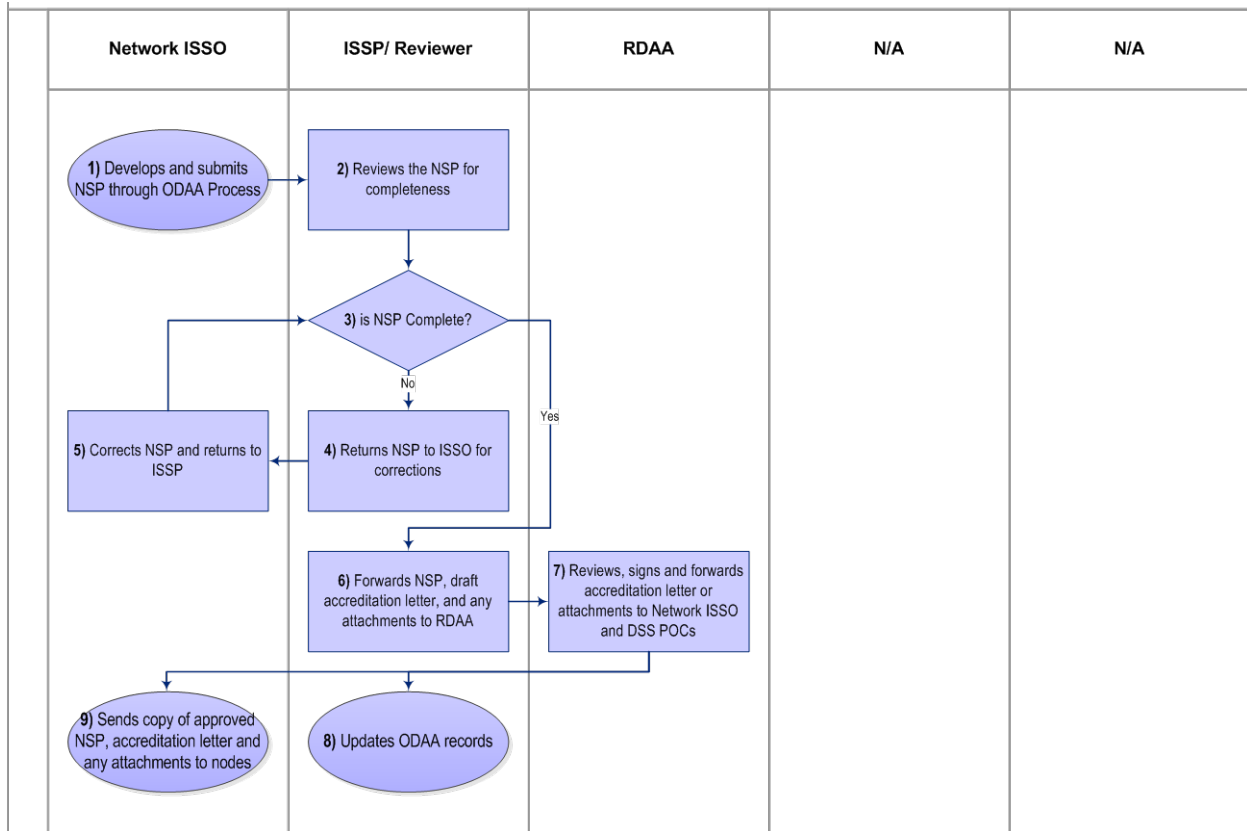 Network ISSO
ISSP/ Reviewer
RDAA
N/A
N/A
1) Develops and submits
NSP through ODAA Process
2) Reviews the NSP for
completeness
3) is NSP Complete?
No
Yes
5) Corrects NSP and returns to
ISSP
4) Returns NSP to ISSO for
corrections
6) Forwards NSP, draft
accreditation letter, and any
attachments to RDAA
7) Reviews, signs and forwards
accreditation letter or
attachments to Network ISSO
and DSS POCs
9) Sends copy of approved
NSP, accreditation letter and
any attachments to nodes
8) Updates ODAA records